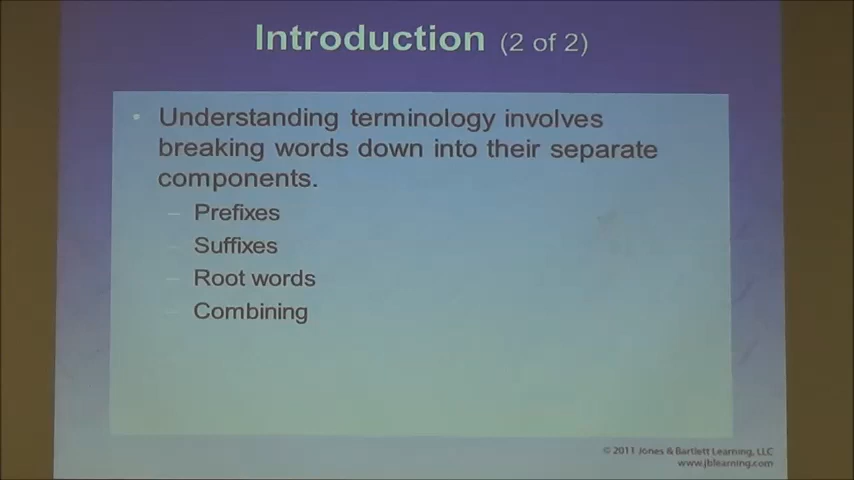 Introduction (2 of 2)
• Understanding terminology involves
breaking words down into their separate
components.
– Prefixes
– Suffixes
– Root words
– Combining
© 2011 Jones & Bartlett Learning, LLC
www.jblearning.com